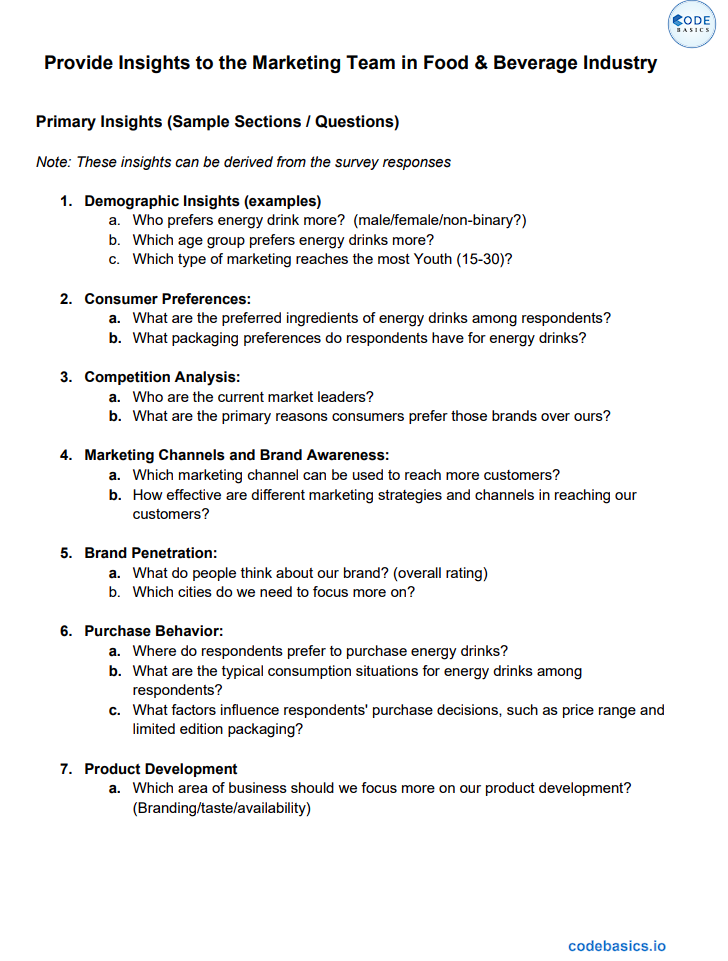 CODE
BASICS
Provide Insights to the Marketing Team in Food & Beverage Industry
Primary Insights (Sample Sections / Questions)
Note: These insights can be derived from the survey responses
1. Demographic Insights (examples)
a. Who prefers energy drink more?  (male/female/non-binary?)
b. Which age group prefers energy drinks more?
c. Which type of marketing reaches the most Youth (15-30)?
2. Consumer Preferences:
a. What are the preferred ingredients of energy drinks among respondents?
b. What packaging preferences do respondents have for energy drinks?
3. Competition Analysis:
a. Who are the current market leaders?
b. What are the primary reasons consumers prefer those brands over ours?
4. Marketing Channels and Brand Awareness:
a. Which marketing channel can be used to reach more customers?
b. How effective are different marketing strategies and channels in reaching our
customers?
5. Brand Penetration:
a. What do people think about our brand? (overall rating)
b. Which cities do we need to focus more on?
6. Purchase Behavior:
a. Where do respondents prefer to purchase energy drinks?
b. What are the typical consumption situations for energy drinks among
respondents?
c. What factors influence respondents' purchase decisions, such as price range and
limited edition packaging?
7. Product Development
a. Which area of business should we focus more on our product development?
(Branding/taste/availability)
codebasics.io